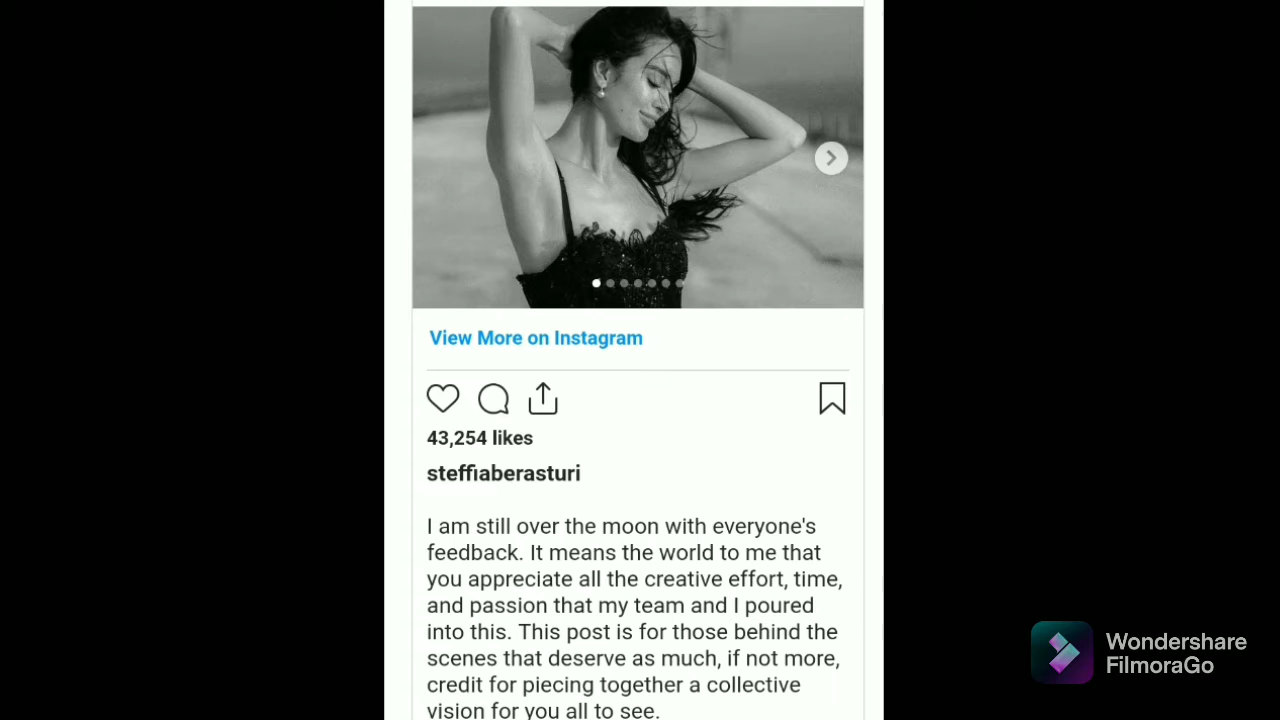 View More on Instagram
43,254 likes
steffiaberasturi
I am still over the moon with everyone's
feedback. It means the world to me that
you appreciate all the creative effort, time,
and passion that my team and I poured
into this. This post is for those behind the
scenes that deserve as much, if not more,
credit for piecing together a collective
vision for you all to see.
Wondershare
FilmoraGo